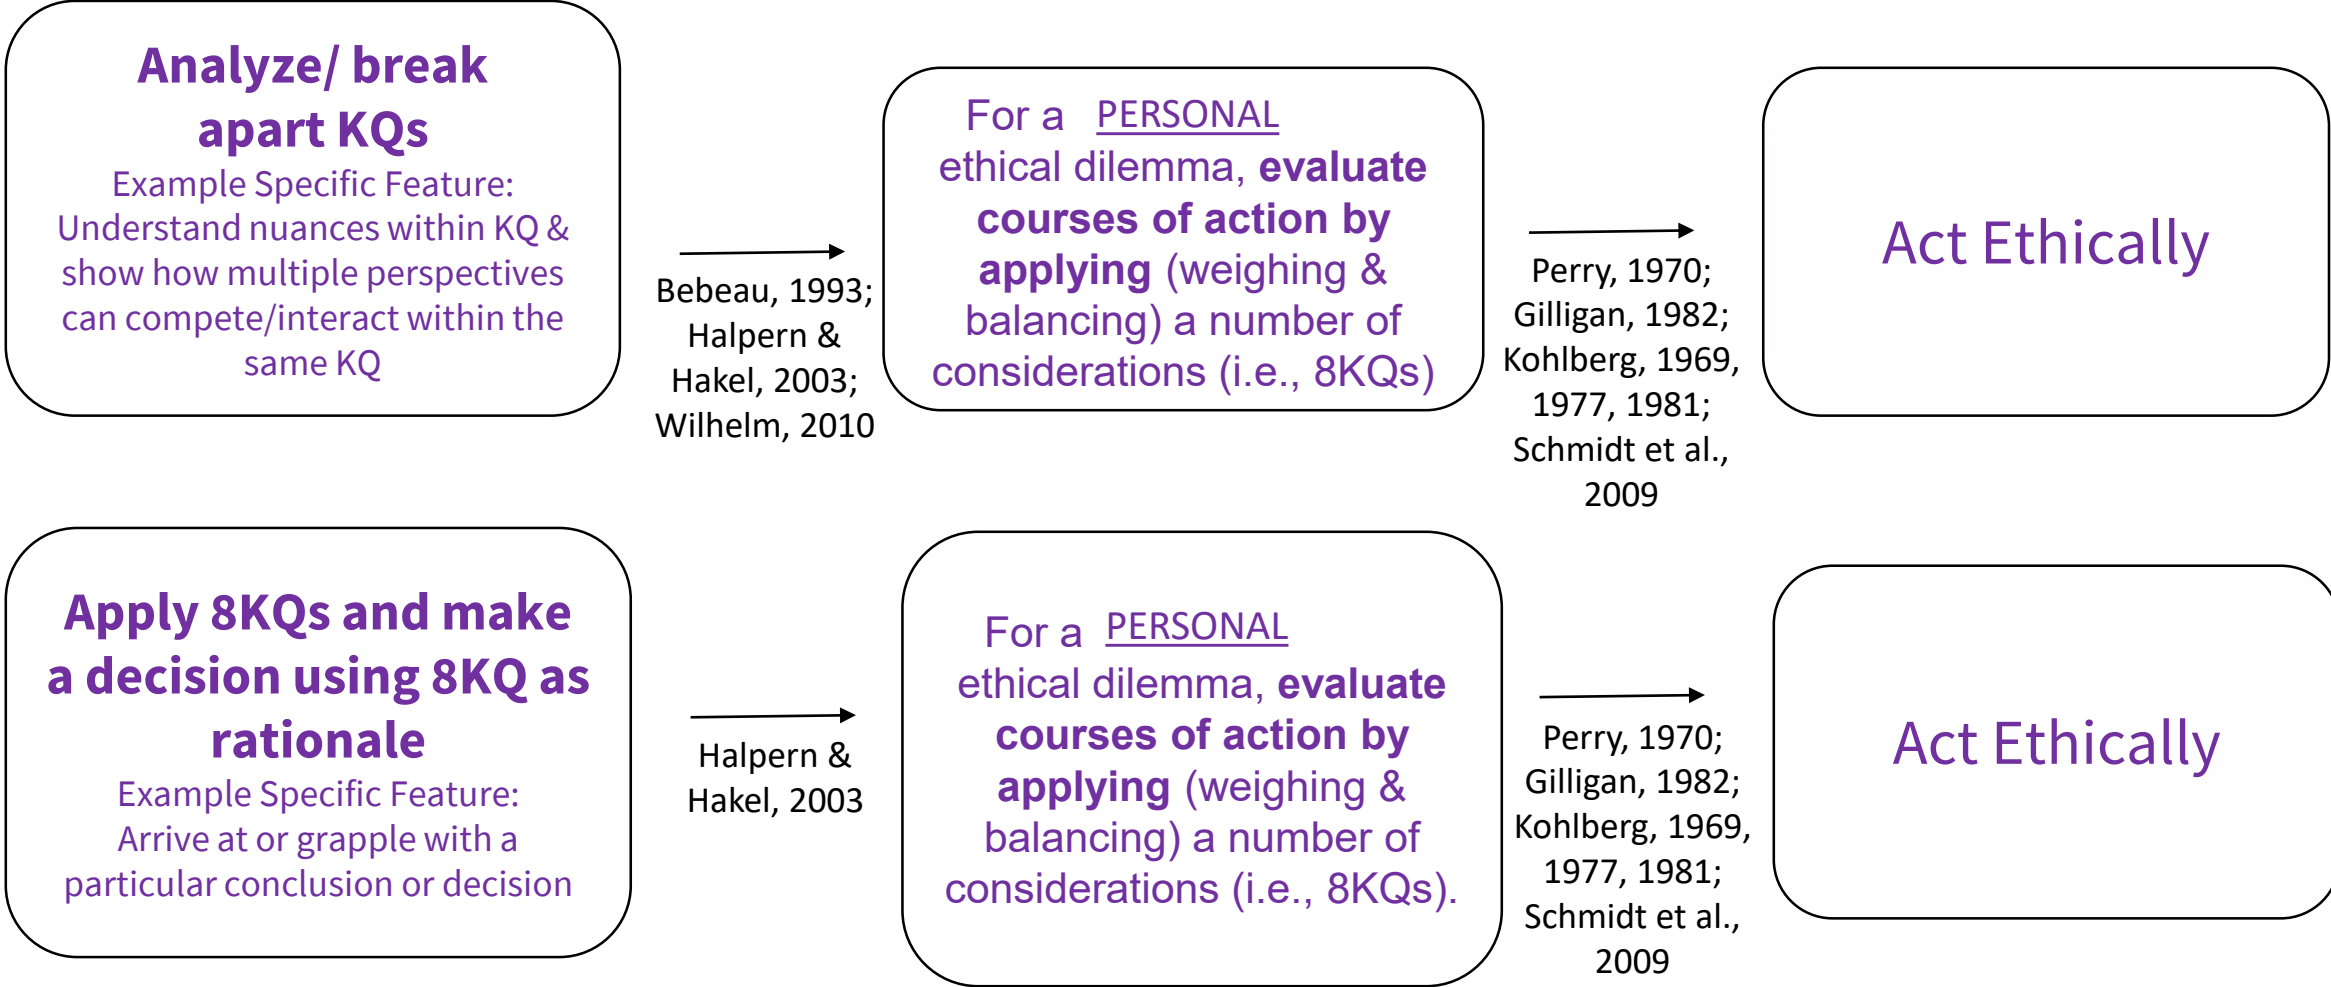 Analyze/ break
apart KQs
Example Specific Feature:
Understand nuances within KQ &
show how multiple perspectives
can compete/interact within the
same KQ
Bebeau, 1993;
Halpern &
Hakel, 2003;
Wilhelm, 2010
For a PERSONAL
ethical dilemma, evaluate
courses of action by
applying (weighing &
balancing) a number of
considerations (i.e., 8KQs)
Perry, 1970;
Gilligan, 1982;
Kohlberg, 1969,
1977, 1981;
Schmidt et al.,
2009
Act Ethically
Apply 8KQs and make
a decision using 8KQ as
rationale
Example Specific Feature:
Arrive at or grapple with a
particular conclusion or decision
Halpern &
Hakel, 2003
For a PERSONAL
ethical dilemma, evaluate
courses of action by
applying (weighing &
balancing) a number of
considerations (i.e., 8KQs).
Perry, 1970;
Gilligan, 1982;
Kohlberg, 1969,
1977, 1981;
Schmidt et al.,
2009
Act Ethically